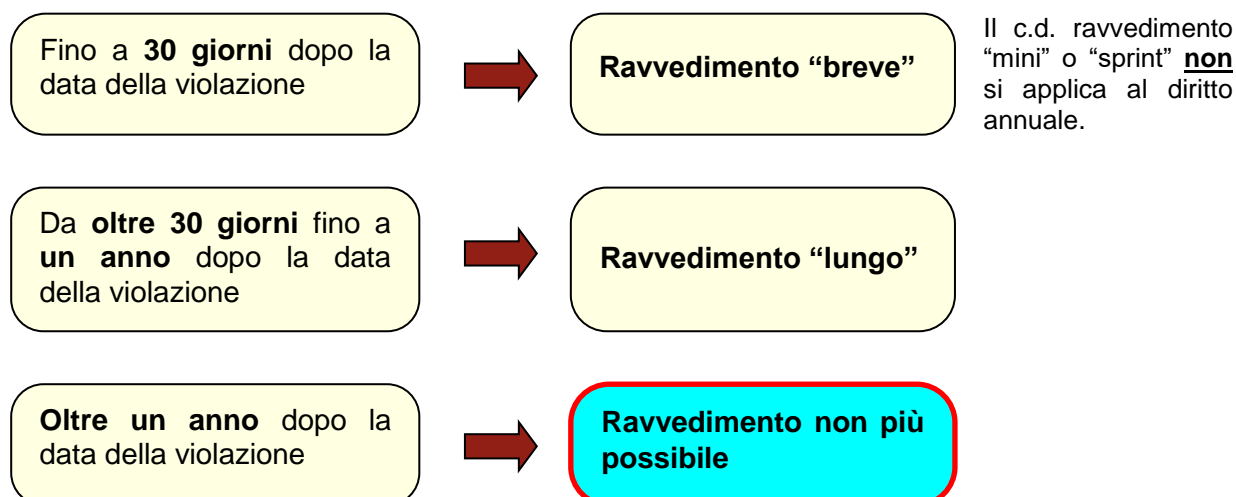 Fino a 30 giorni dopo la
data della violazione
Ravvedimento “breve”
Il c.d. ravvedimento
“mini” o “sprint” non
si applica al diritto
annuale.
Da oltre 30 giorni fino a
un anno dopo la data
della violazione
Ravvedimento “lungo”
Oltre un anno dopo la
data della violazione
Ravvedimento non più
possibile